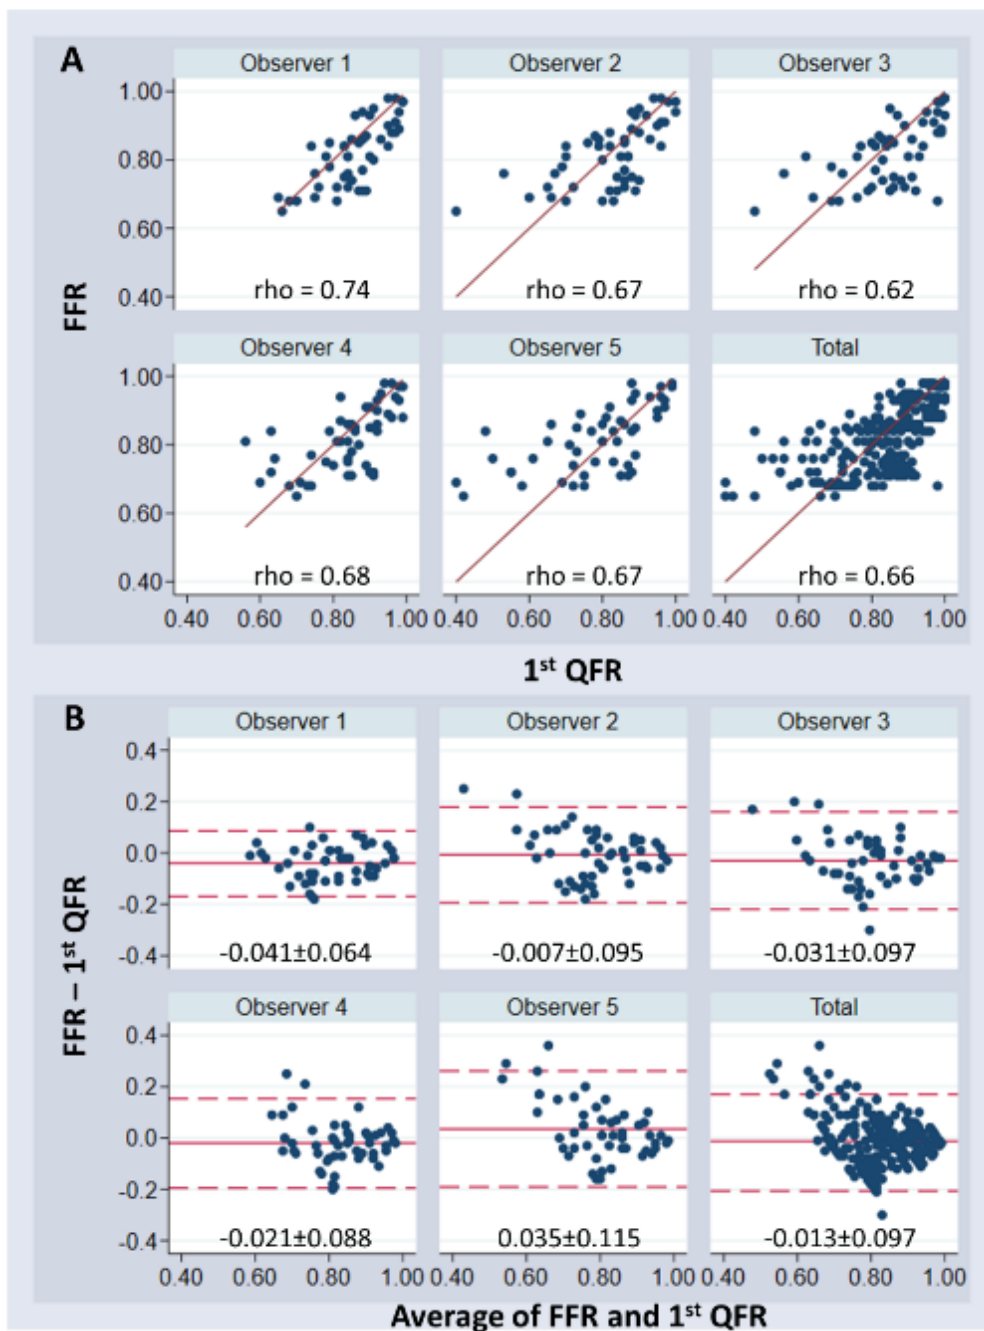 A
Observer 1 Observer 2 Observer 3
1.00
0.80
0.60
0.40
rho = 0.74 rho = 0.67 rho = 0.62
FFR
Observer 4 Observer 5 Total
1.00
0.80
0.60
0.40
rho = 0.68 rho = 0.67 rho = 0.66
0.40 0.60 0.80 1.00 0.40 0.60 0.80 1.00 0.40 0.60 0.80 1.00
1st QFR
B
Observer 1 Observer 2 Observer 3
0.4
0.2
0.0
-0.2
-0.4
-0.041±0.064 -0.007±0.095 -0.031±0.097
FFR – 1st QFR
Observer 4 Observer 5 Total
0.4
0.2
0.0
-0.2
-0.4
-0.021±0.088 0.035±0.115 -0.013±0.097
0.40 0.60 0.80 1.00 0.40 0.60 0.80 1.00 0.40 0.60 0.80 1.00
Average of FFR and 1st QFR